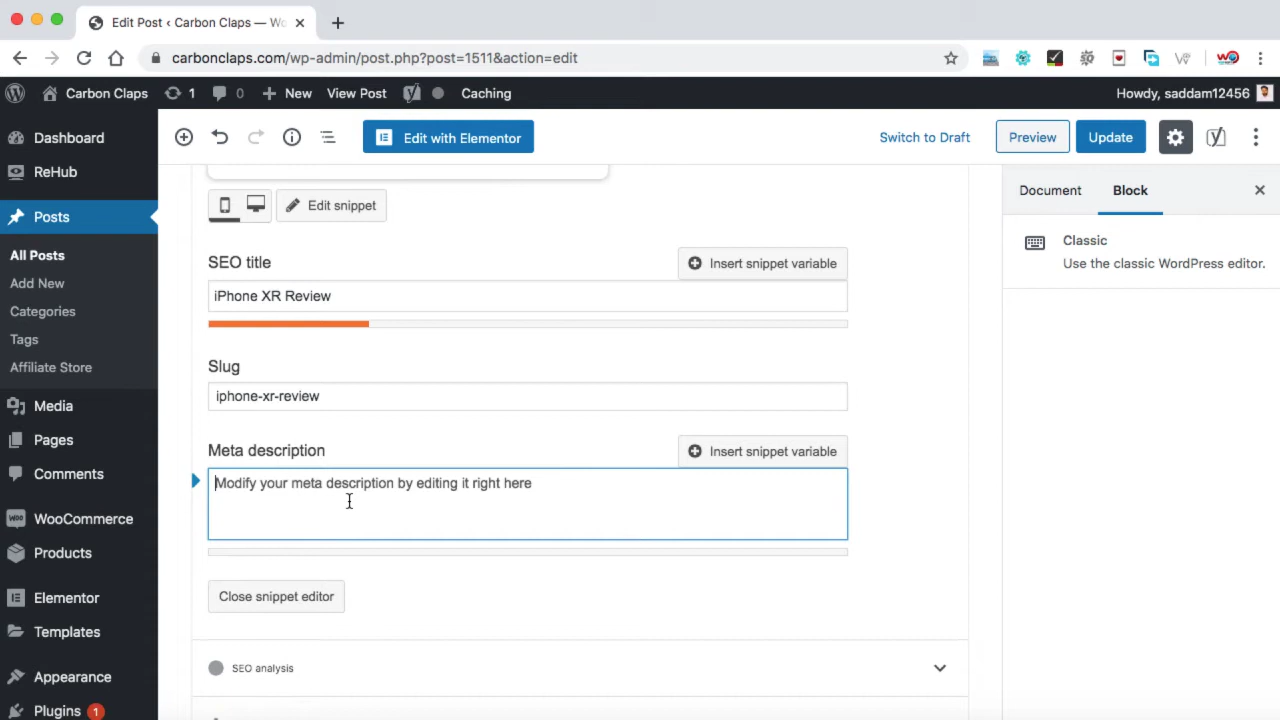 Edit Post ‹ Carbon Claps — Wo
carbonclaps.com/wp-admin/post.php?post=1511&action=edit
Carbon Claps 1 0 New View Post Caching Howdy, saddam12456
Dashboard
ReHub
Posts
All Posts
Add New
Categories
Tags
Affiliate Store
Media
Pages
Comments
WooCommerce
Products
Elementor
Templates
Appearance
Plugins 1
Edit with Elementor Switch to Draft Preview Update
Edit snippet
SEO title Insert snippet variable
iPhone XR Review
Slug
iphone-xr-review
Meta description Insert snippet variable
Modify your meta description by editing it right here
Close snippet editor
SEO analysis
Document Block
Classic
Use the classic WordPress editor.